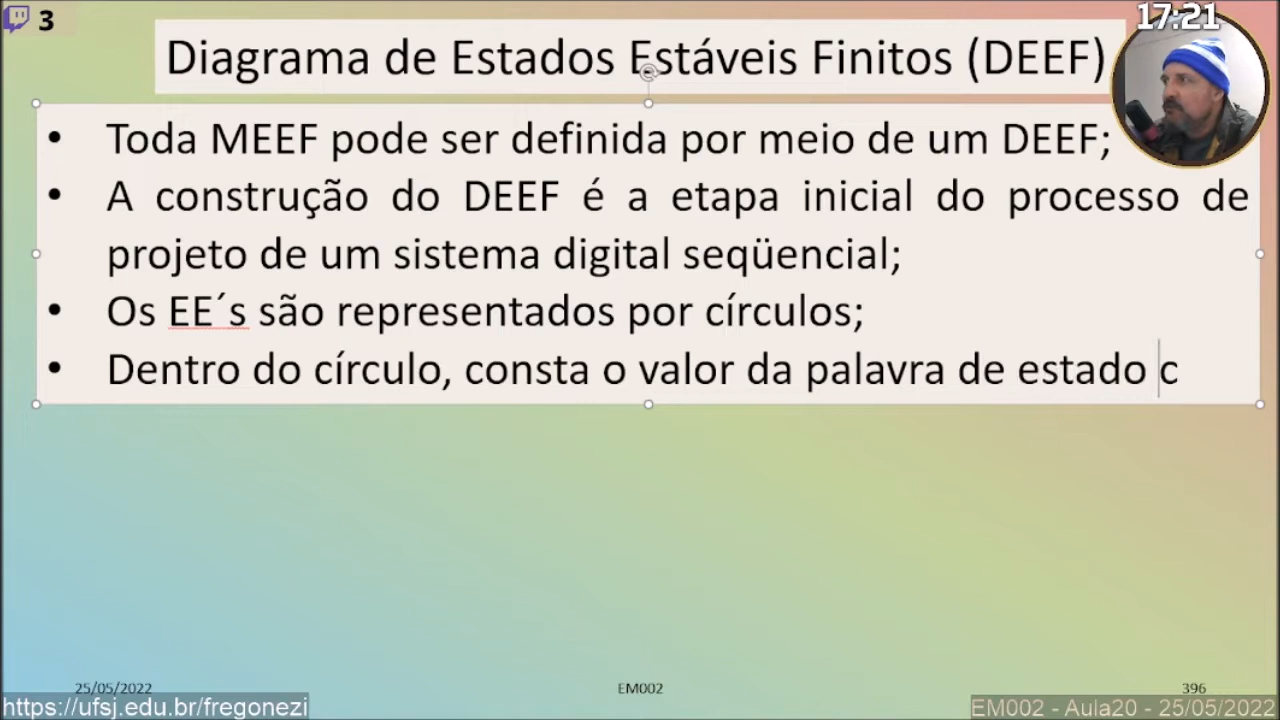 3
17:21
Diagrama de Estados Estáveis Finitos (DEEF)
• Toda MEEF pode ser definida por meio de um DEEF;
• A construção do DEEF é a etapa inicial do processo de
projeto de um sistema digital seqüencial;
• Os EE´s são representados por círculos;
• Dentro do círculo, consta o valor da palavra de estado c
25/05/2022
EM002
396
https://ufsj.edu.br/fregonezi
EM002 - Aula20 - 25/05/2022